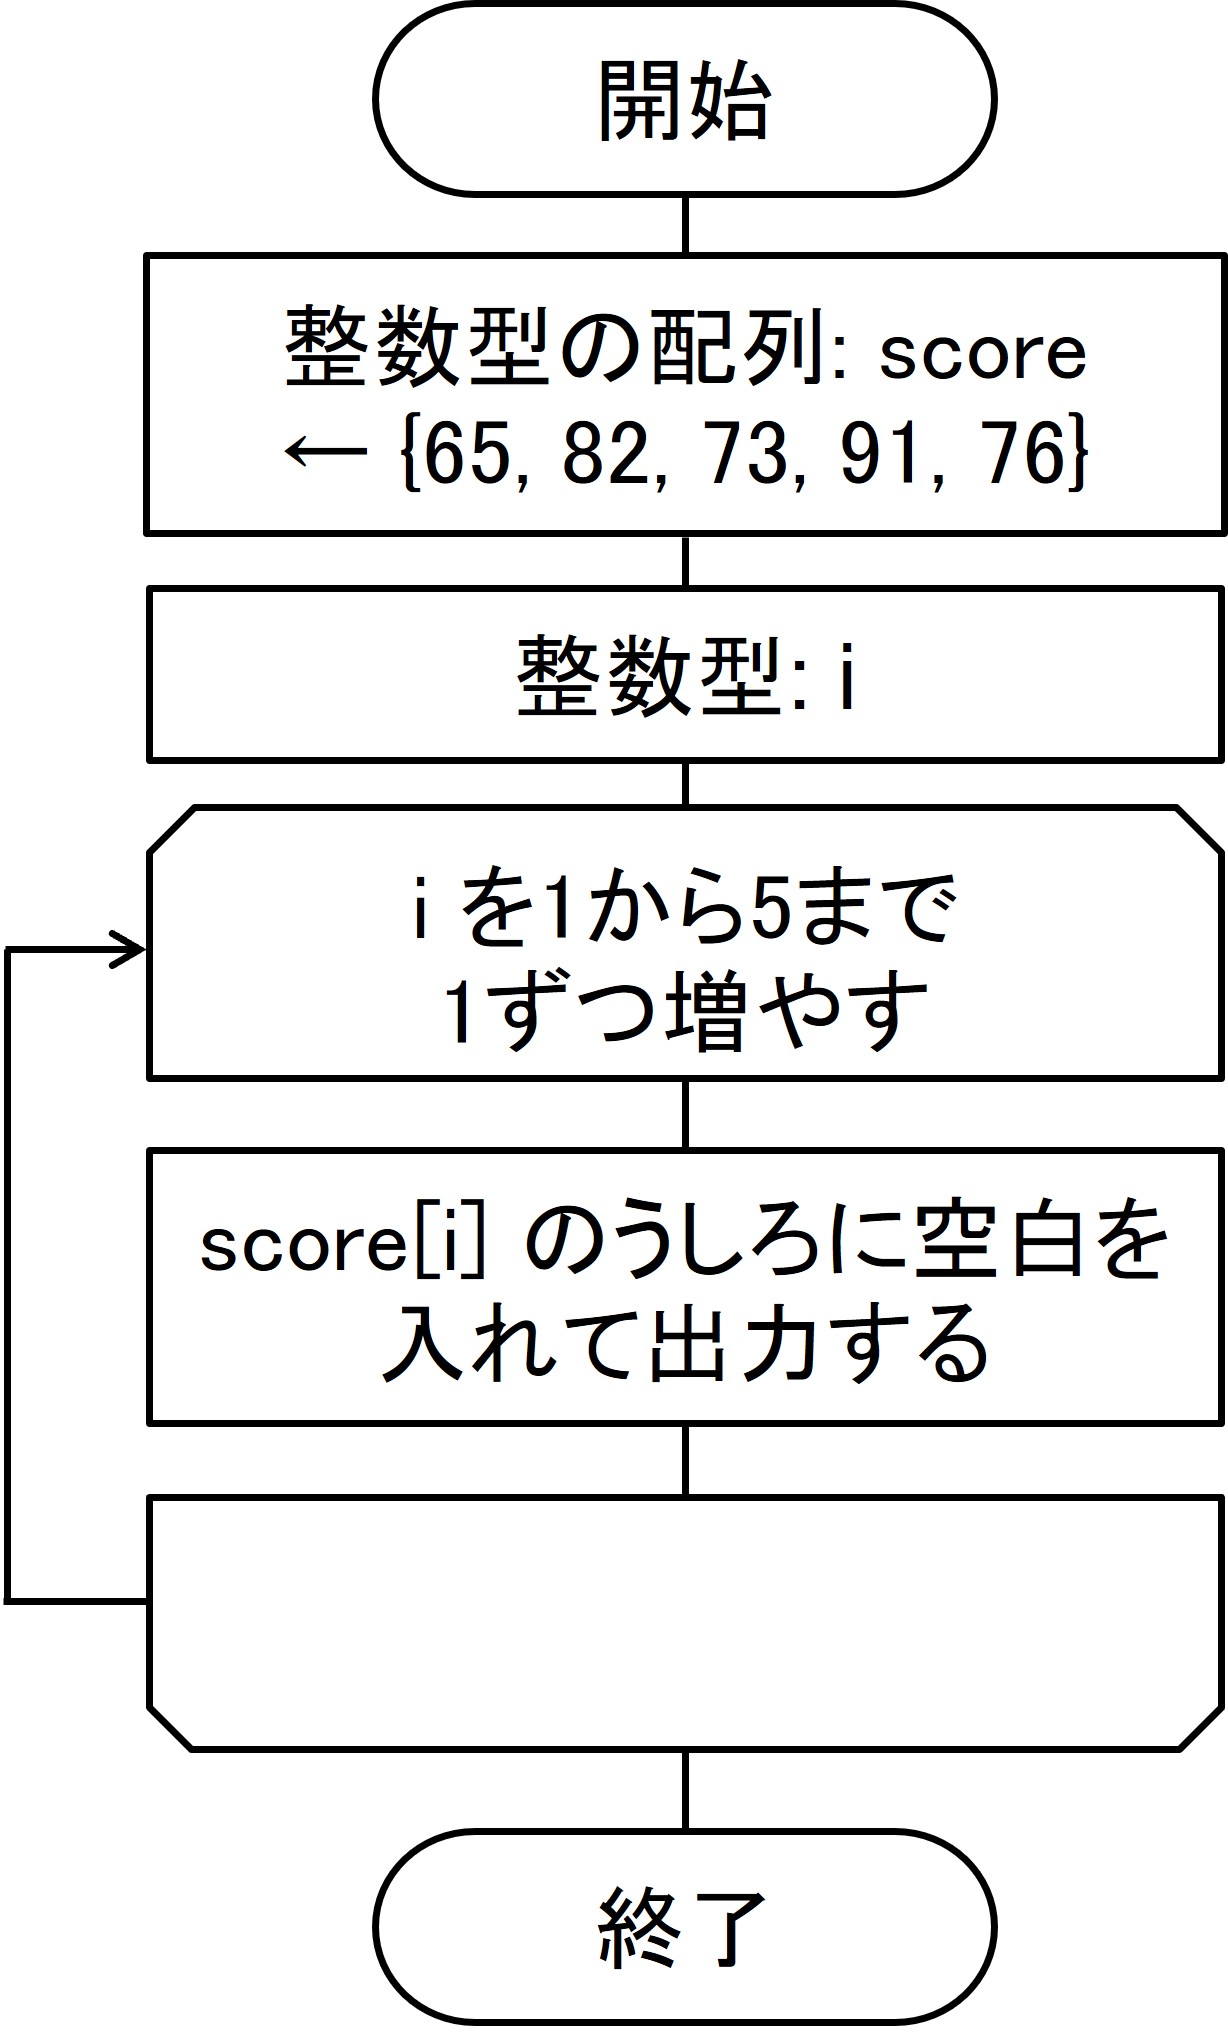 開始
整数型の配列: score
← {65, 82, 73, 91, 76}
整数型: i
i を1から5まで
1ずつ増やす
score[i] のうしろに空白を
入れて出力する
終了